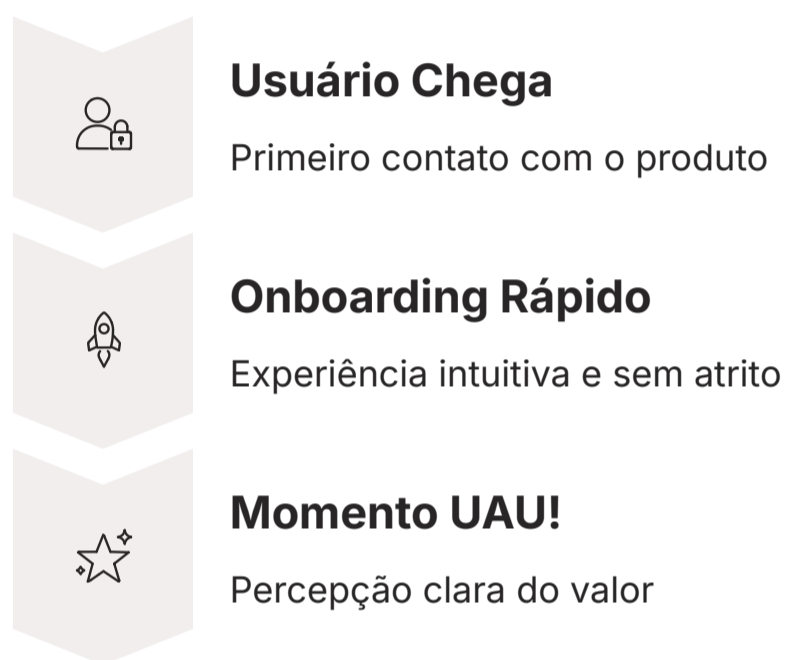 Usuário Chega
Primeiro contato com o produto
Onboarding Rápido
Experiência intuitiva e sem atrito
Momento UAU!
Percepção clara do valor